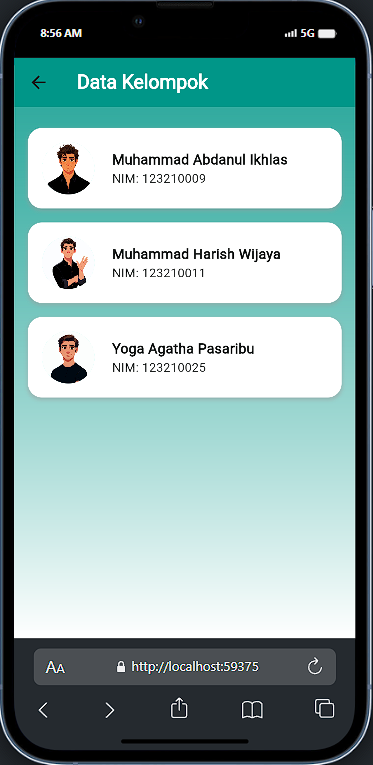 8:56 AM
5G
Data Kelompok
Muhammad Abdanul Ikhlas
NIM: 123210009
Muhammad Harish Wijaya
NIM: 123210011
Yoga Agatha Pasaribu
NIM: 123210025
AA
http://localhost:59375